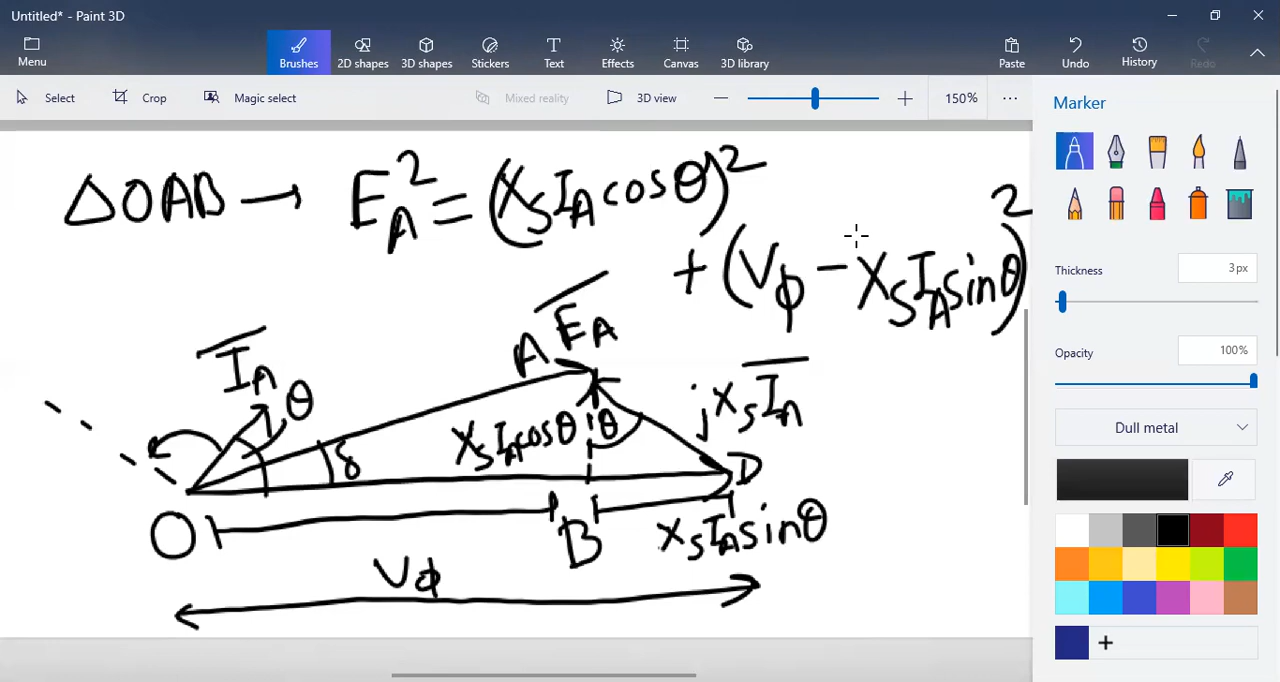 Untitled* - Paint 3D
Menu
Brushes
2D shapes
3D shapes
Stickers
Text
Effects
Canvas
3D library
Paste
Undo
History
Redo
Select
Crop
Magic select
Mixed reality
3D view
150%
Marker
Thickness
3px
Opacity
100%
Dull metal
△OAB → E_A² = (X_S I_A cosθ)²
+ (V_φ − X_S I_A sinθ)²
I_A
θ
A
E_A
jX_S I_A
δ
X_S I_A cosθ
θ
D
O
B
X_S I_A sinθ
V_φ